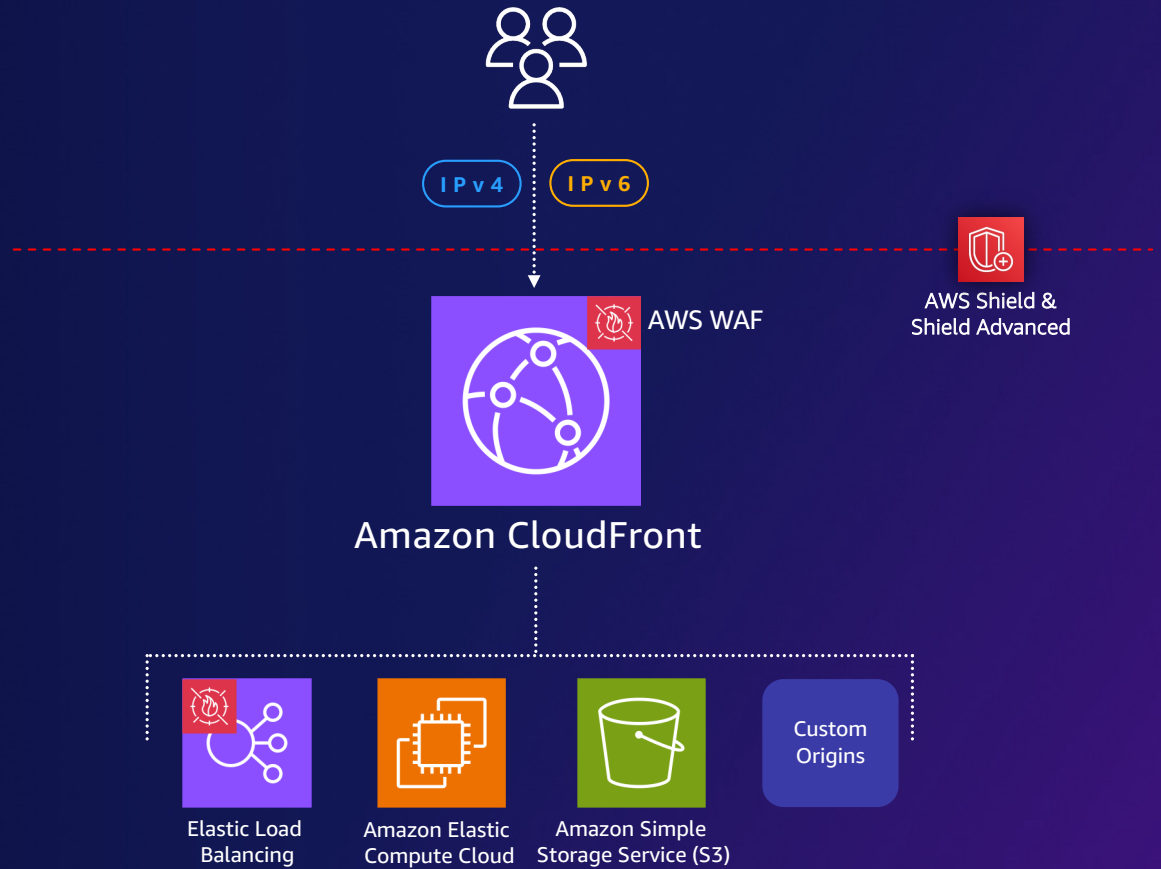 IPv4
IPv6
AWS Shield &
Shield Advanced
AWS WAF
Amazon CloudFront
Custom
Origins
Elastic Load
Balancing
Amazon Elastic
Compute Cloud
Amazon Simple
Storage Service (S3)